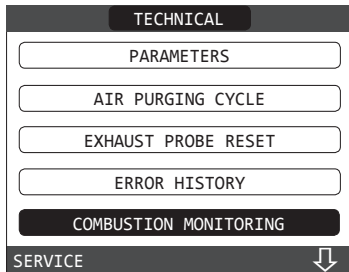 TECHNICAL
PARAMETERS
AIR PURGING CYCLE
EXHAUST PROBE RESET
ERROR HISTORY
COMBUSTION MONITORING
SERVICE